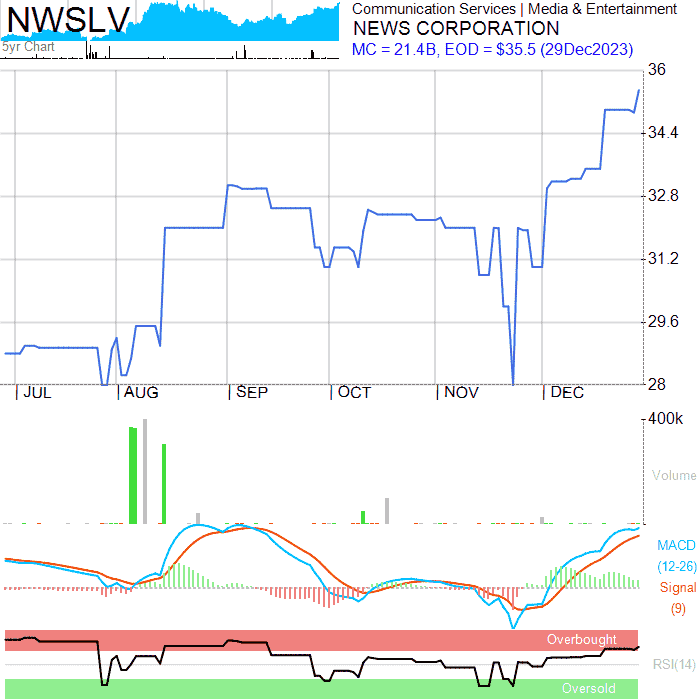 NWSLV
5yr Chart
Communication Services | Media & Entertainment
NEWS CORPORATION
MC = 21.4B, EOD = $35.5 (29Dec2023)
36
34.4
32.8
31.2
29.6
28
| JUL | AUG | SEP | OCT | NOV | DEC
400k
Volume
MACD
(12-26)
Signal
(9)
Overbought
RSI(14)
Oversold